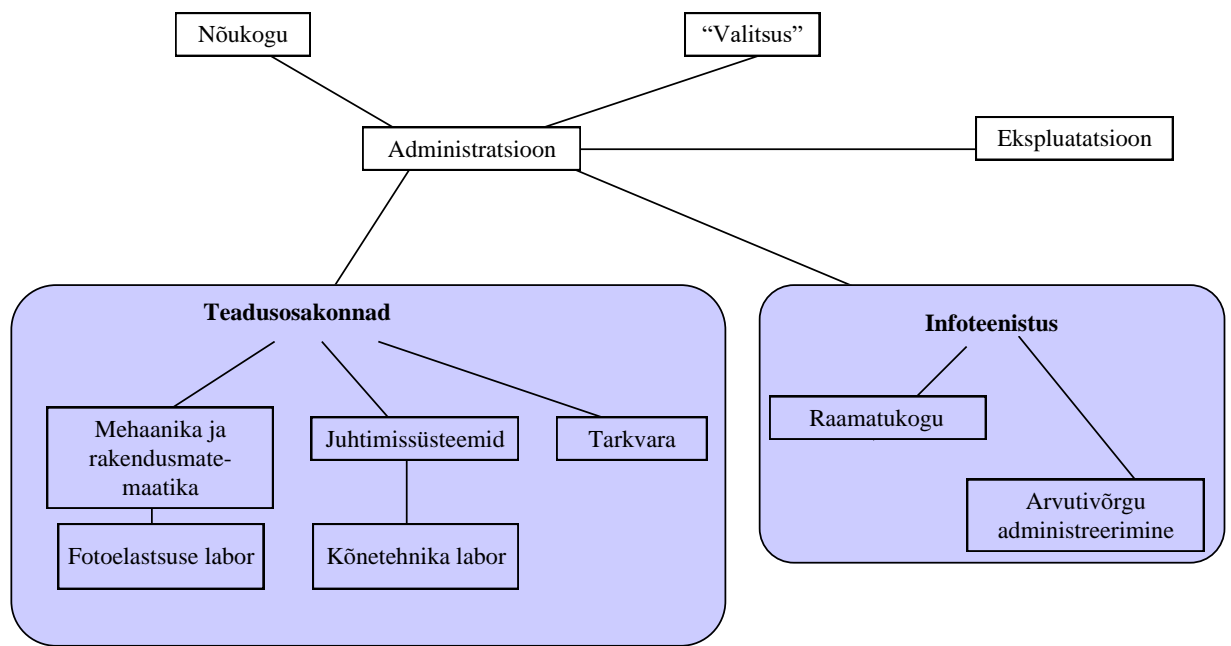 Nõukogu
“Valitsus”
Administratsioon
Ekspluatatsioon
Teadusosakonnad
Mehaanika ja
rakendusmate-
maatika
Juhtimissüsteemid
Tarkvara
Fotoelastsuse labor
Kõnetehnika labor
Infoteenistus
Raamatukogu
Arvutivõrgu
administreerimine